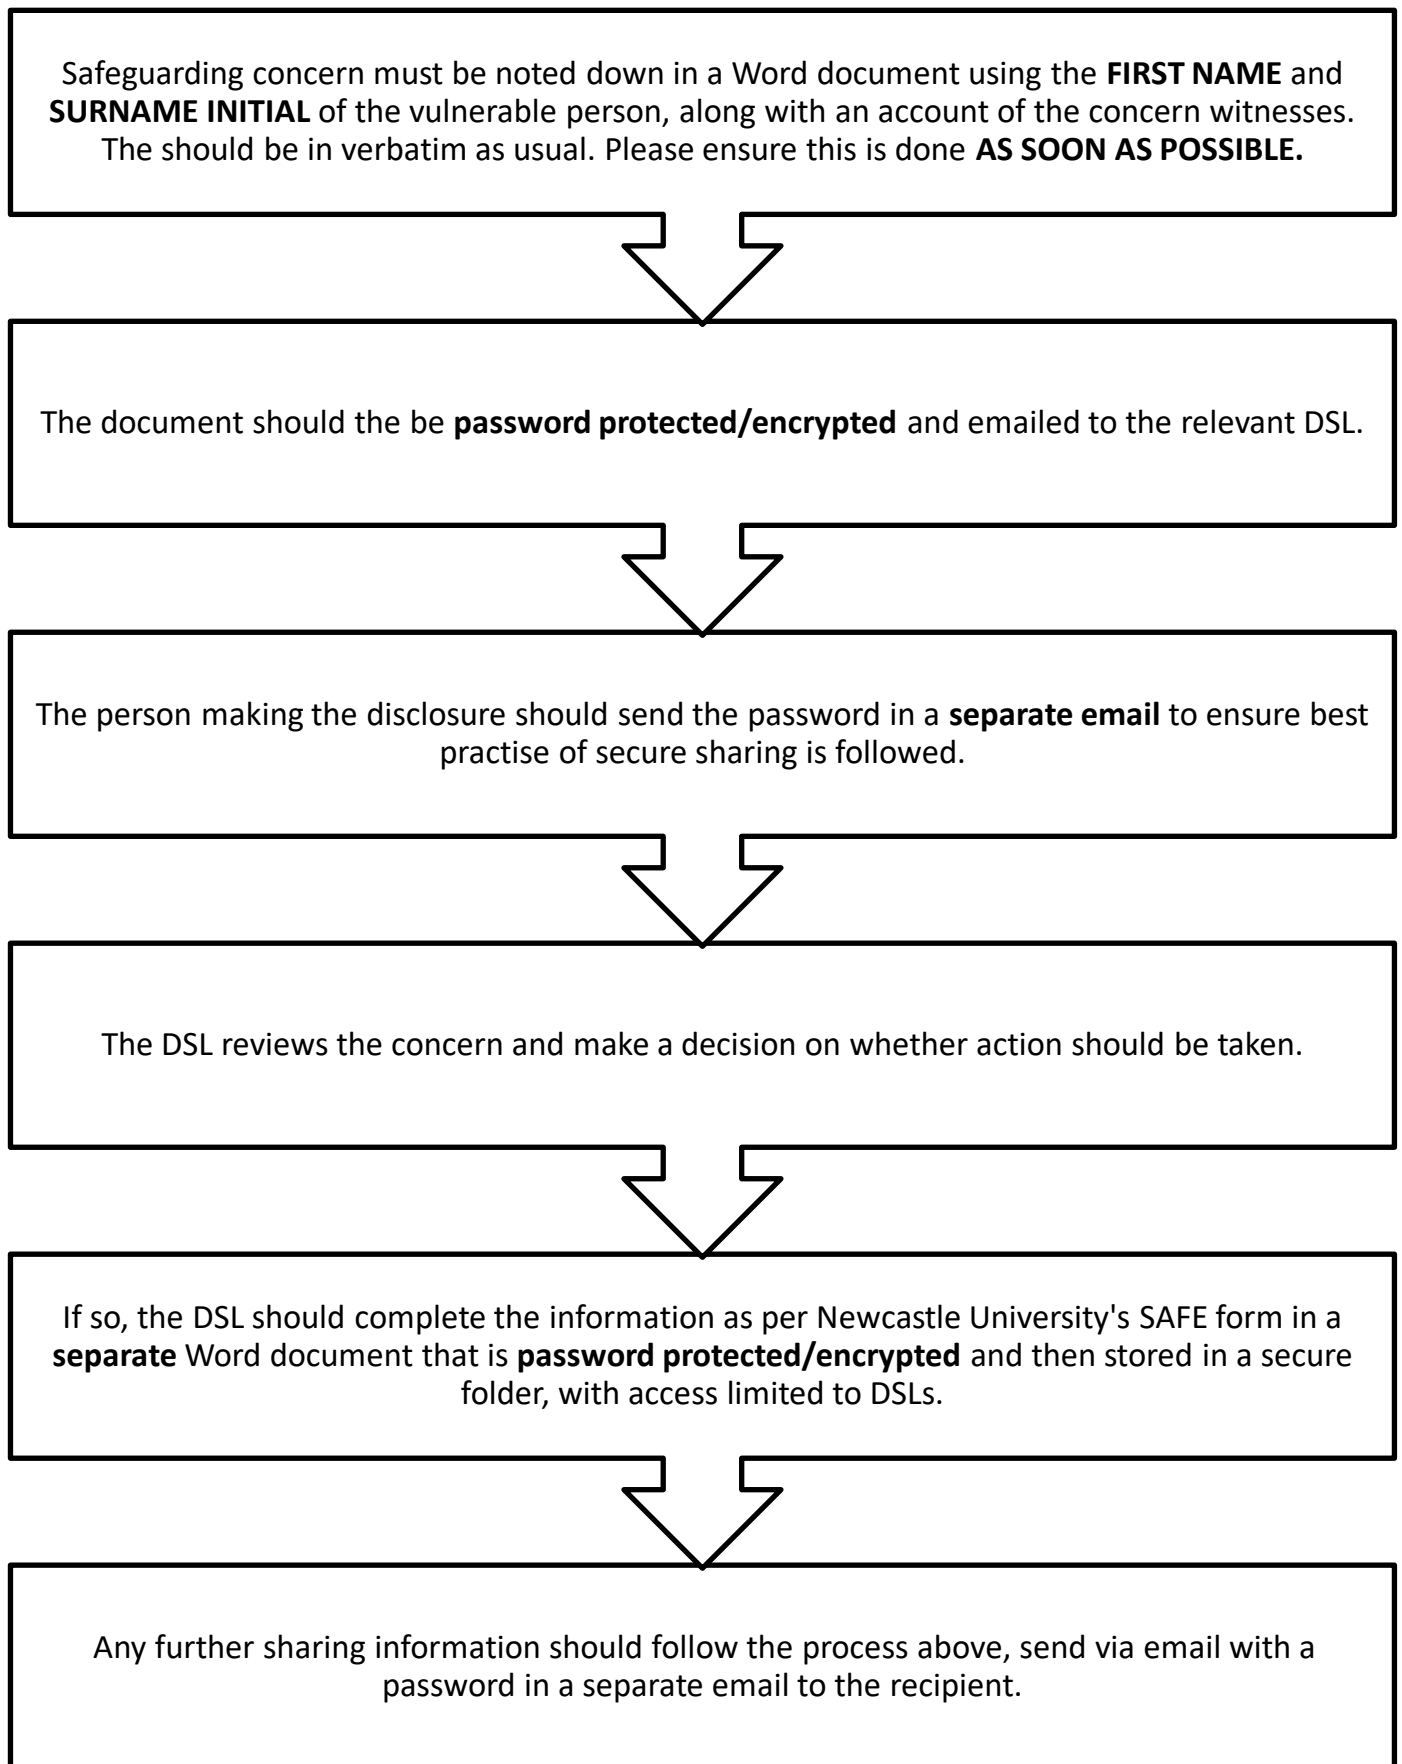 Safeguarding concern must be noted down in a Word document using the FIRST NAME and
SURNAME INITIAL of the vulnerable person, along with an account of the concern witnesses.
The should be in verbatim as usual. Please ensure this is done AS SOON AS POSSIBLE.
The document should the be password protected/encrypted and emailed to the relevant DSL.
The person making the disclosure should send the password in a separate email to ensure best
practise of secure sharing is followed.
The DSL reviews the concern and make a decision on whether action should be taken.
If so, the DSL should complete the information as per Newcastle University's SAFE form in a
separate Word document that is password protected/encrypted and then stored in a secure
folder, with access limited to DSLs.
Any further sharing information should follow the process above, send via email with a
password in a separate email to the recipient.